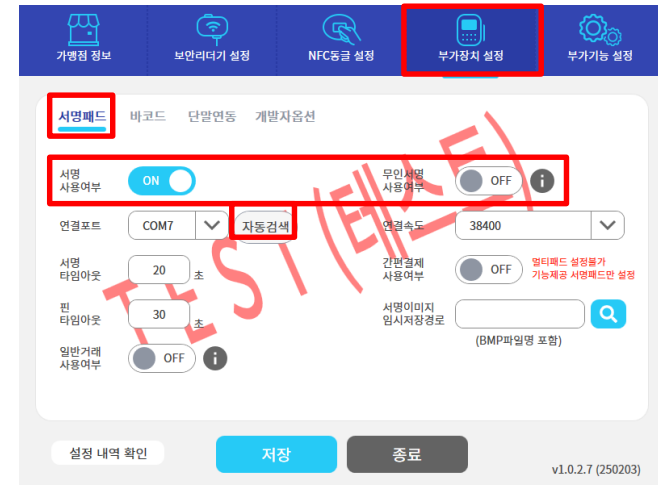 가맹점 정보
보안리더기 설정
NFC동글 설정
부가장치 설정
부가기능 설정
서명패드 바코드 단말연동 개발자옵션
서명
사용여부
ON
무인서명
사용여부
OFF
연결포트
COM7
자동검색
연결속도
38400
서명
타임아웃
20
초
간편결제
사용여부
OFF
멀티패드 설정불가
기능제공 서명패드만 설정
핀
타임아웃
30
초
서명이미지
임시저장경로
(BMP파일명 포함)
일반거래
사용여부
OFF
TEST(테스트)
설정 내역 확인
저장
종료
v1.0.2.7 (250203)